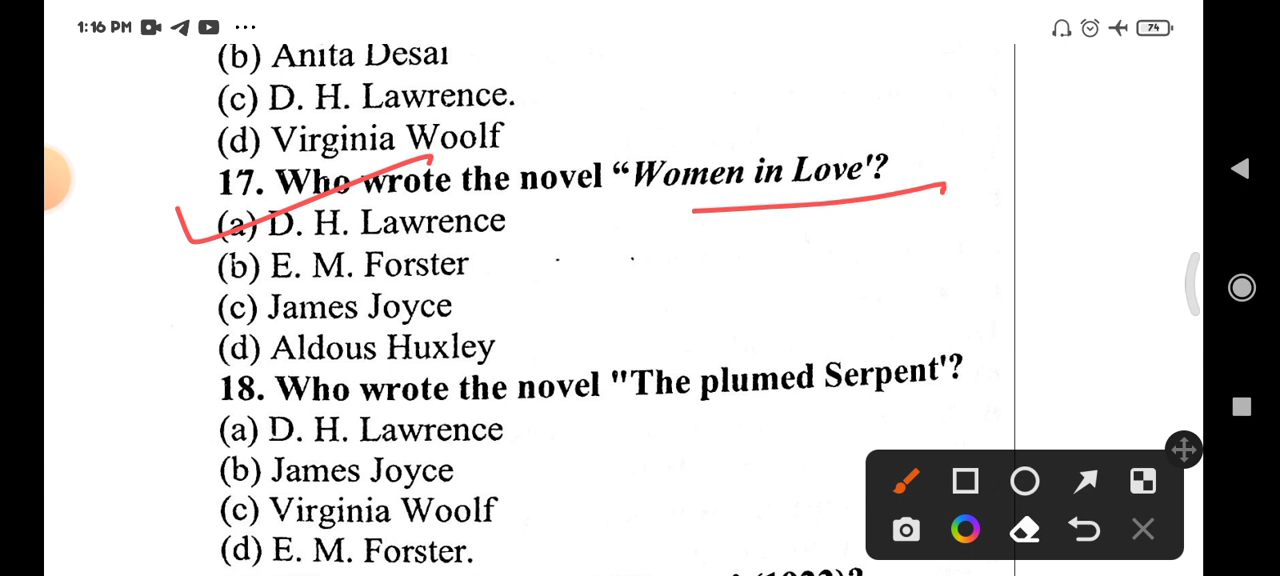 1:16 PM
74
(b) Anita Desai
(c) D. H. Lawrence.
(d) Virginia Woolf
17. Who wrote the novel “Women in Love'?
(a) D. H. Lawrence
(b) E. M. Forster
(c) James Joyce
(d) Aldous Huxley
18. Who wrote the novel "The plumed Serpent'?
(a) D. H. Lawrence
(b) James Joyce
(c) Virginia Woolf
(d) E. M. Forster.